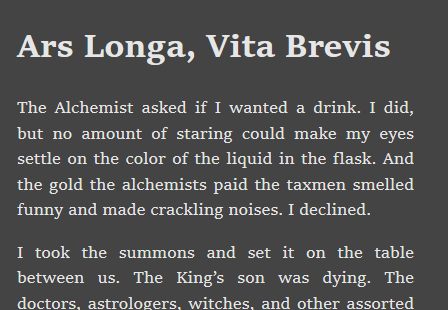 Ars Longa, Vita Brevis
The Alchemist asked if I wanted a drink. I did,
but no amount of staring could make my eyes
settle on the color of the liquid in the flask. And
the gold the alchemists paid the taxmen smelled
funny and made crackling noises. I declined.
I took the summons and set it on the table
between us. The King’s son was dying. The
doctors, astrologers, witches, and other assorted